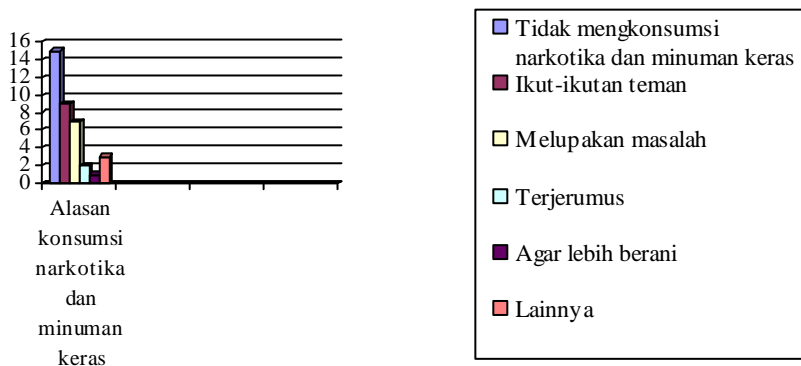 16
14
12
10
8
6
4
2
0
Alasan
konsumsi
narkotika
dan
minuman
keras
Tidak mengkonsumsi
narkotika dan minuman keras
Ikut-ikutan teman
Melupakan masalah
Terjerumus
Agar lebih berani
Lainnya